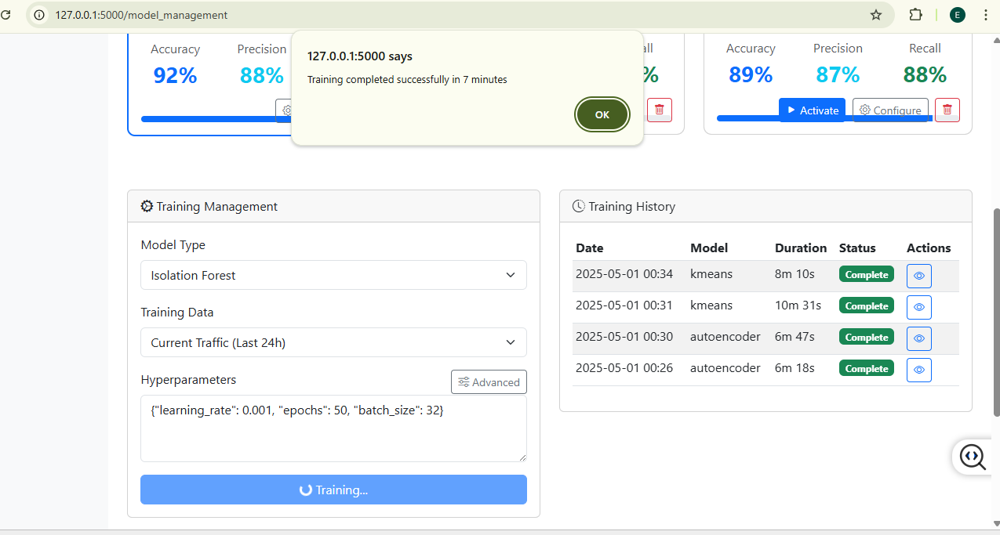 127.0.0.1:5000/model_management
E
127.0.0.1:5000 says
Training completed successfully in 7 minutes
OK
Accuracy
Precision
92%
88%
all
%
Accuracy
Precision
Recall
89%
87%
88%
Activate
Configure
Training Management
Model Type
Isolation Forest
Training Data
Current Traffic (Last 24h)
Hyperparameters
Advanced
{"learning_rate": 0.001, "epochs": 50, "batch_size": 32}
Training...
Training History
Date Model Duration Status Actions
2025-05-01 00:34 kmeans 8m 10s Complete
2025-05-01 00:31 kmeans 10m 31s Complete
2025-05-01 00:30 autoencoder 6m 47s Complete
2025-05-01 00:26 autoencoder 6m 18s Complete